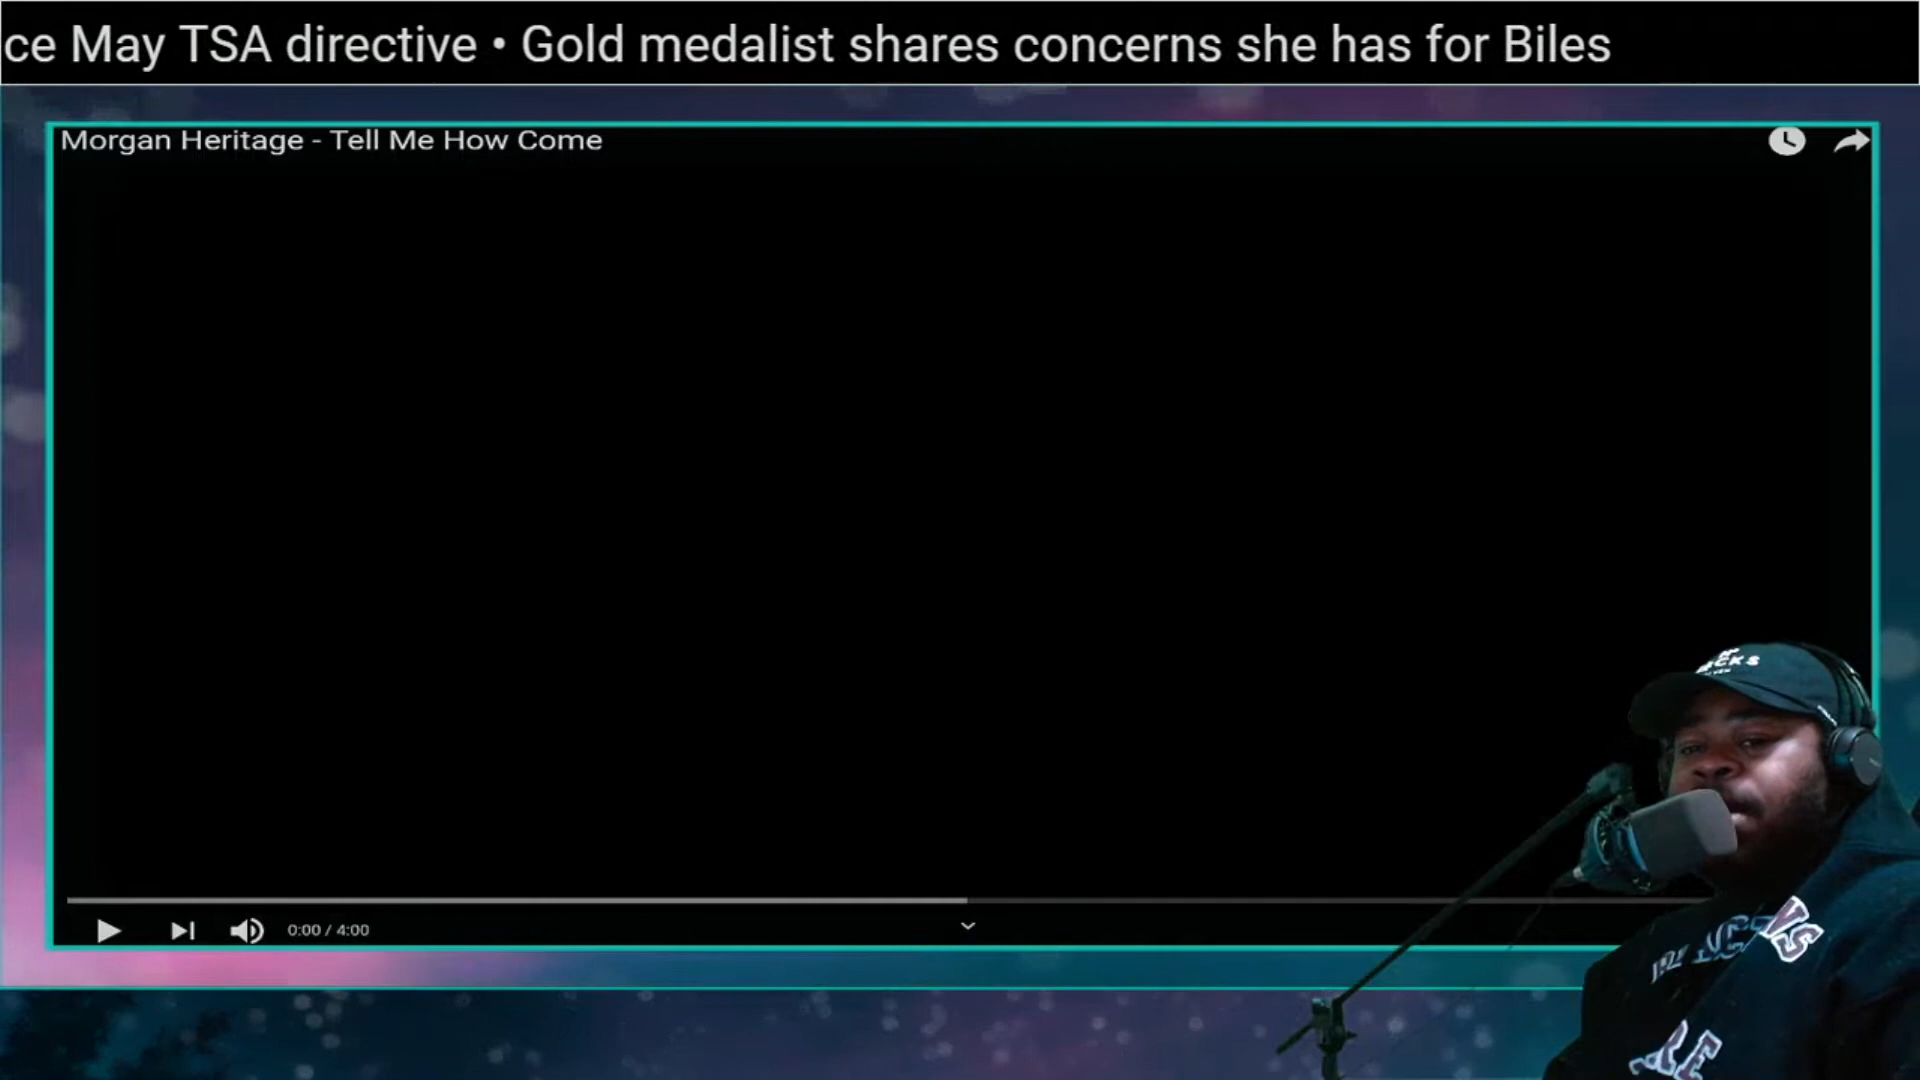 ce May TSA directive • Gold medalist shares concerns she has for Biles
Morgan Heritage - Tell Me How Come
0:00 / 4:00